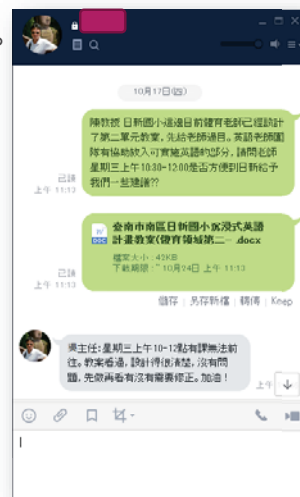 10月17日(四)
陳教授 日新國小這邊目前體育老師已經設計
了第二單元教案,先給老師過目。英語老師團
隊有協助放入可實施英語的部分,請問老師
星期三上午10:30-12:00是否方便到日新給予
我們一些建議??
已讀
上午 11:13
臺南市南區日新國小沉浸式英語
計畫教案(體育領域第二... .docx
DOC
檔案大小:42KB
下載期限:~ 10月24日 上午 11:13
已讀
上午 11:13
儲存 | 另存新檔 | 轉傳 | Keep
吳主任:星期三上午10-12點有課無法前
往。教案看過,設計得很清楚,沒有問
題,先做再看有沒有需要修正。加油!
上午